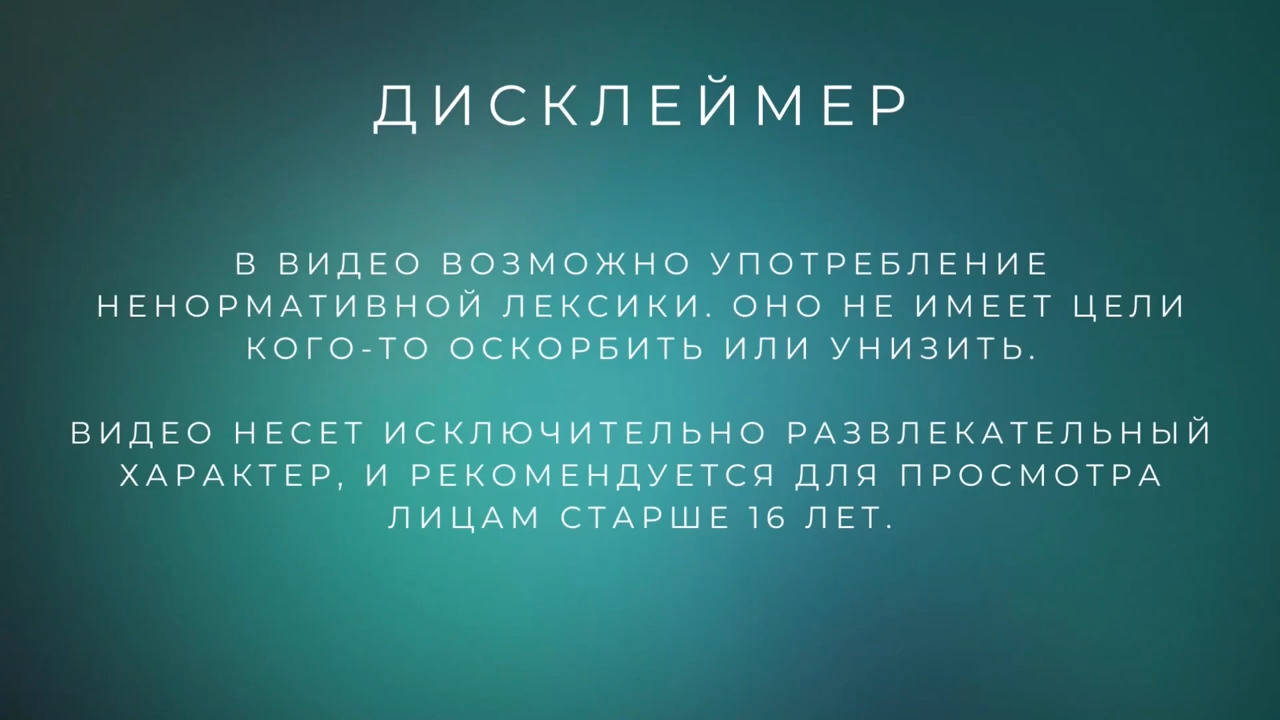 ДИСКЛЕЙМЕР
В ВИДЕО ВОЗМОЖНО УПОТРЕБЛЕНИЕ
НЕНОРМАТИВНОЙ ЛЕКСИКИ. ОНО НЕ ИМЕЕТ ЦЕЛИ
КОГО-ТО ОСКОРБИТЬ ИЛИ УНИЗИТЬ.
ВИДЕО НЕСЕТ ИСКЛЮЧИТЕЛЬНО РАЗВЛЕКАТЕЛЬНЫЙ
ХАРАКТЕР, И РЕКОМЕНДУЕТСЯ ДЛЯ ПРОСМОТРА
ЛИЦАМ СТАРШЕ 16 ЛЕТ.